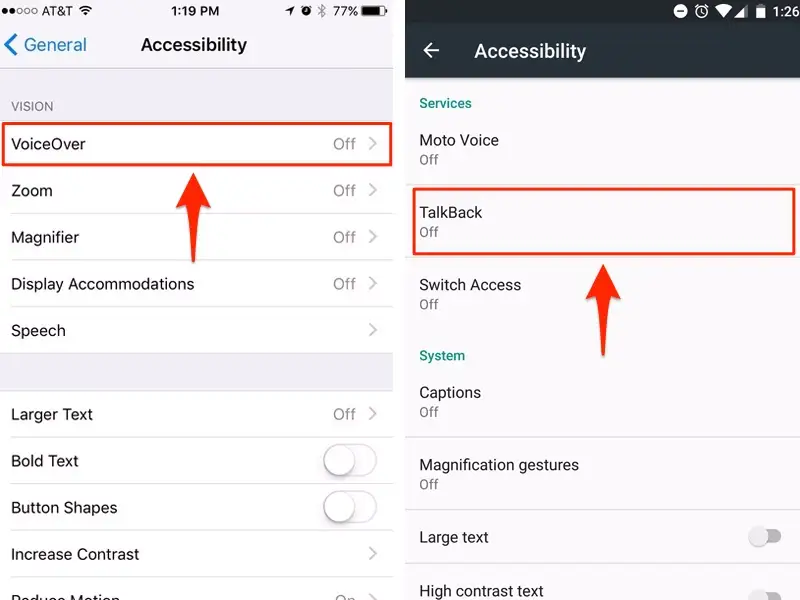 AT&T 1:19 PM 77%
General Accessibility
VISION
VoiceOver Off
Zoom Off
Magnifier Off
Display Accommodations Off
Speech
Larger Text Off
Bold Text
Button Shapes
Increase Contrast
Reduce Motion On
1:26
Accessibility
Services
Moto Voice
Off
TalkBack
Off
Switch Access
Off
System
Captions
Off
Magnification gestures
Off
Large text
High contrast text